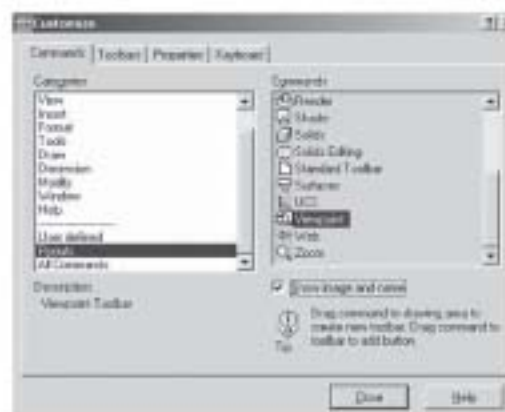 Customize
Commands Toolbars Properties Keyboard
Categories
View
Insert
Format
Tools
Draw
Dimension
Modify
Window
Help
User defined
Flyouts
All Commands
Commands
Render
Shade
Solids
Solids Editing
Standard Toolbar
Surfaces
UCS
Viewpoint
Web
Zoom
Description
Viewpoint Toolbar
Show image and name
Tip
Drag command to drawing area to
create new toolbar. Drag command to
toolbar to add button.
Close Help